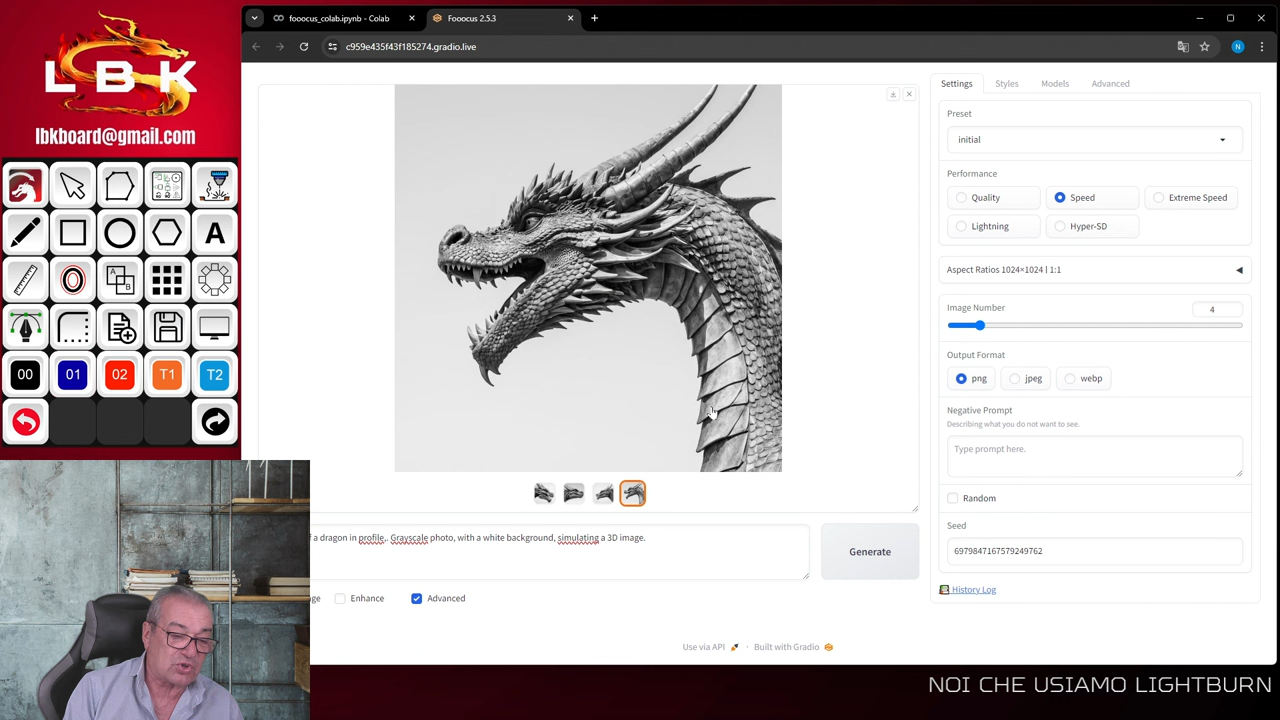 LBK
lbkboard@gmail.com
A
A
B
00
01
02
T1
T2
fooocus_colab.ipynb - Colab
Fooocus 2.5.3
c959e435f43f185274.gradio.live
N
Settings
Styles
Models
Advanced
Preset
initial
Performance
Quality
Speed
Extreme Speed
Lightning
Hyper-SD
Aspect Ratios 1024×1024 | 1:1
Image Number
4
Output Format
png
jpeg
webp
Negative Prompt
Describing what you do not want to see.
Type prompt here.
Random
Seed
6979847167579249762
History Log
f a dragon in profile,. Grayscale photo, with a white background, simulating a 3D image.
Generate
ge
Enhance
Advanced
Use via API
· Built with Gradio
NOI CHE USIAMO LIGHTBURN